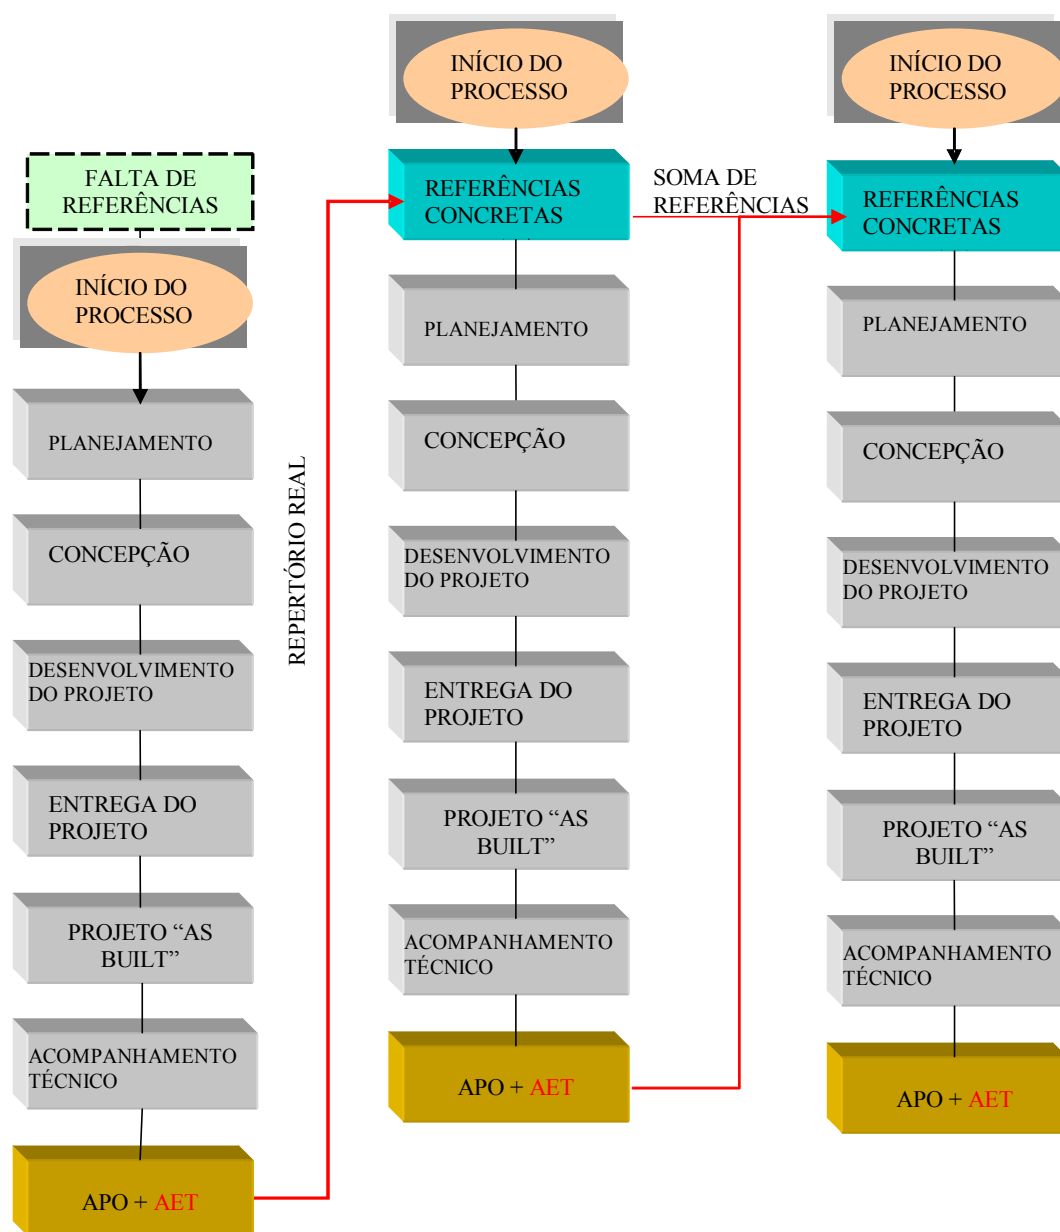 FALTA DE
REFERÊNCIAS
INÍCIO DO
PROCESSO
PLANEJAMENTO
CONCEPÇÃO
DESENVOLVIMENTO
DO PROJETO
ENTREGA DO
PROJETO
PROJETO “AS
BUILT”
ACOMPANHAMENTO
TÉCNICO
APO + AET
REPERTÓRIO REAL
INÍCIO DO
PROCESSO
REFERÊNCIAS
CONCRETAS
PLANEJAMENTO
CONCEPÇÃO
DESENVOLVIMENTO
DO PROJETO
ENTREGA DO
PROJETO
PROJETO “AS
BUILT”
ACOMPANHAMENTO
TÉCNICO
APO + AET
SOMA DE
REFERÊNCIAS
INÍCIO DO
PROCESSO
REFERÊNCIAS
CONCRETAS
PLANEJAMENTO
CONCEPÇÃO
DESENVOLVIMENTO
DO PROJETO
ENTREGA DO
PROJETO
PROJETO “AS
BUILT”
ACOMPANHAMENTO
TÉCNICO
APO + AET